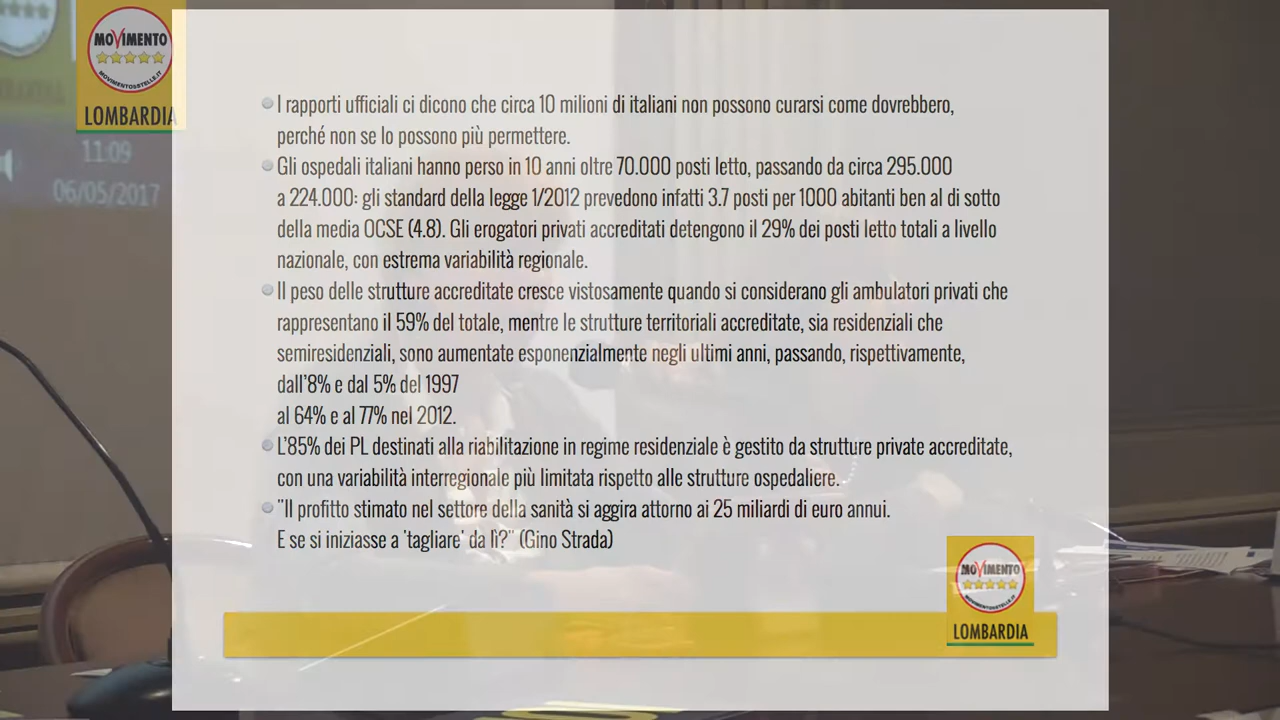 MOVIMENTO
MOVIMENTO5STELLE.IT
LOMBARDIA
11:09
06/05/2017
I rapporti ufficiali ci dicono che circa 10 milioni di italiani non possono curarsi come dovrebbero,
perché non se lo possono più permettere.
Gli ospedali italiani hanno perso in 10 anni oltre 70.000 posti letto, passando da circa 295.000
a 224.000: gli standard della legge 1/2012 prevedono infatti 3.7 posti per 1000 abitanti ben al di sotto
della media OCSE (4.8). Gli erogatori privati accreditati detengono il 29% dei posti letto totali a livello
nazionale, con estrema variabilità regionale.
Il peso delle strutture accreditate cresce vistosamente quando si considerano gli ambulatori privati che
rappresentano il 59% del totale, mentre le strutture territoriali accreditate, sia residenziali che
semiresidenziali, sono aumentate esponenzialmente negli ultimi anni, passando, rispettivamente,
dall'8% e dal 5% del 1997
al 64% e al 77% nel 2012.
L'85% dei PL destinati alla riabilitazione in regime residenziale è gestito da strutture private accreditate,
con una variabilità interregionale più limitata rispetto alle strutture ospedaliere.
"Il profitto stimato nel settore della sanità si aggira attorno ai 25 miliardi di euro annui.
E se si iniziasse a 'tagliare' da lì?" (Gino Strada)
MOVIMENTO
MOVIMENTO5STELLE.IT
LOMBARDIA